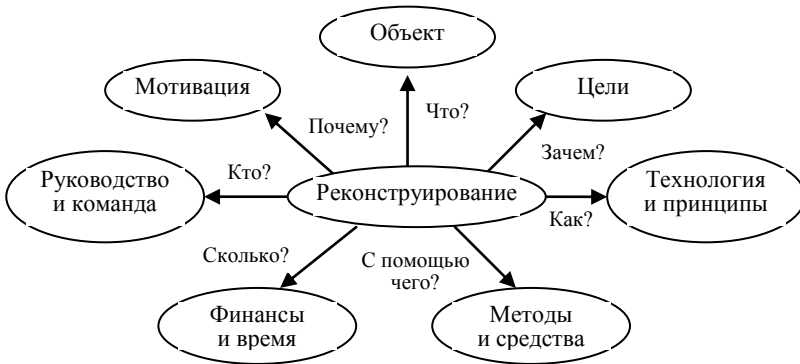 Объект
Мотивация
Цели
Почему?
Что?
Зачем?
Руководство
и команда
Кто?
Реконструирование
Как?
Технология
и принципы
Сколько?
С помощью
чего?
Финансы
и время
Методы
и средства